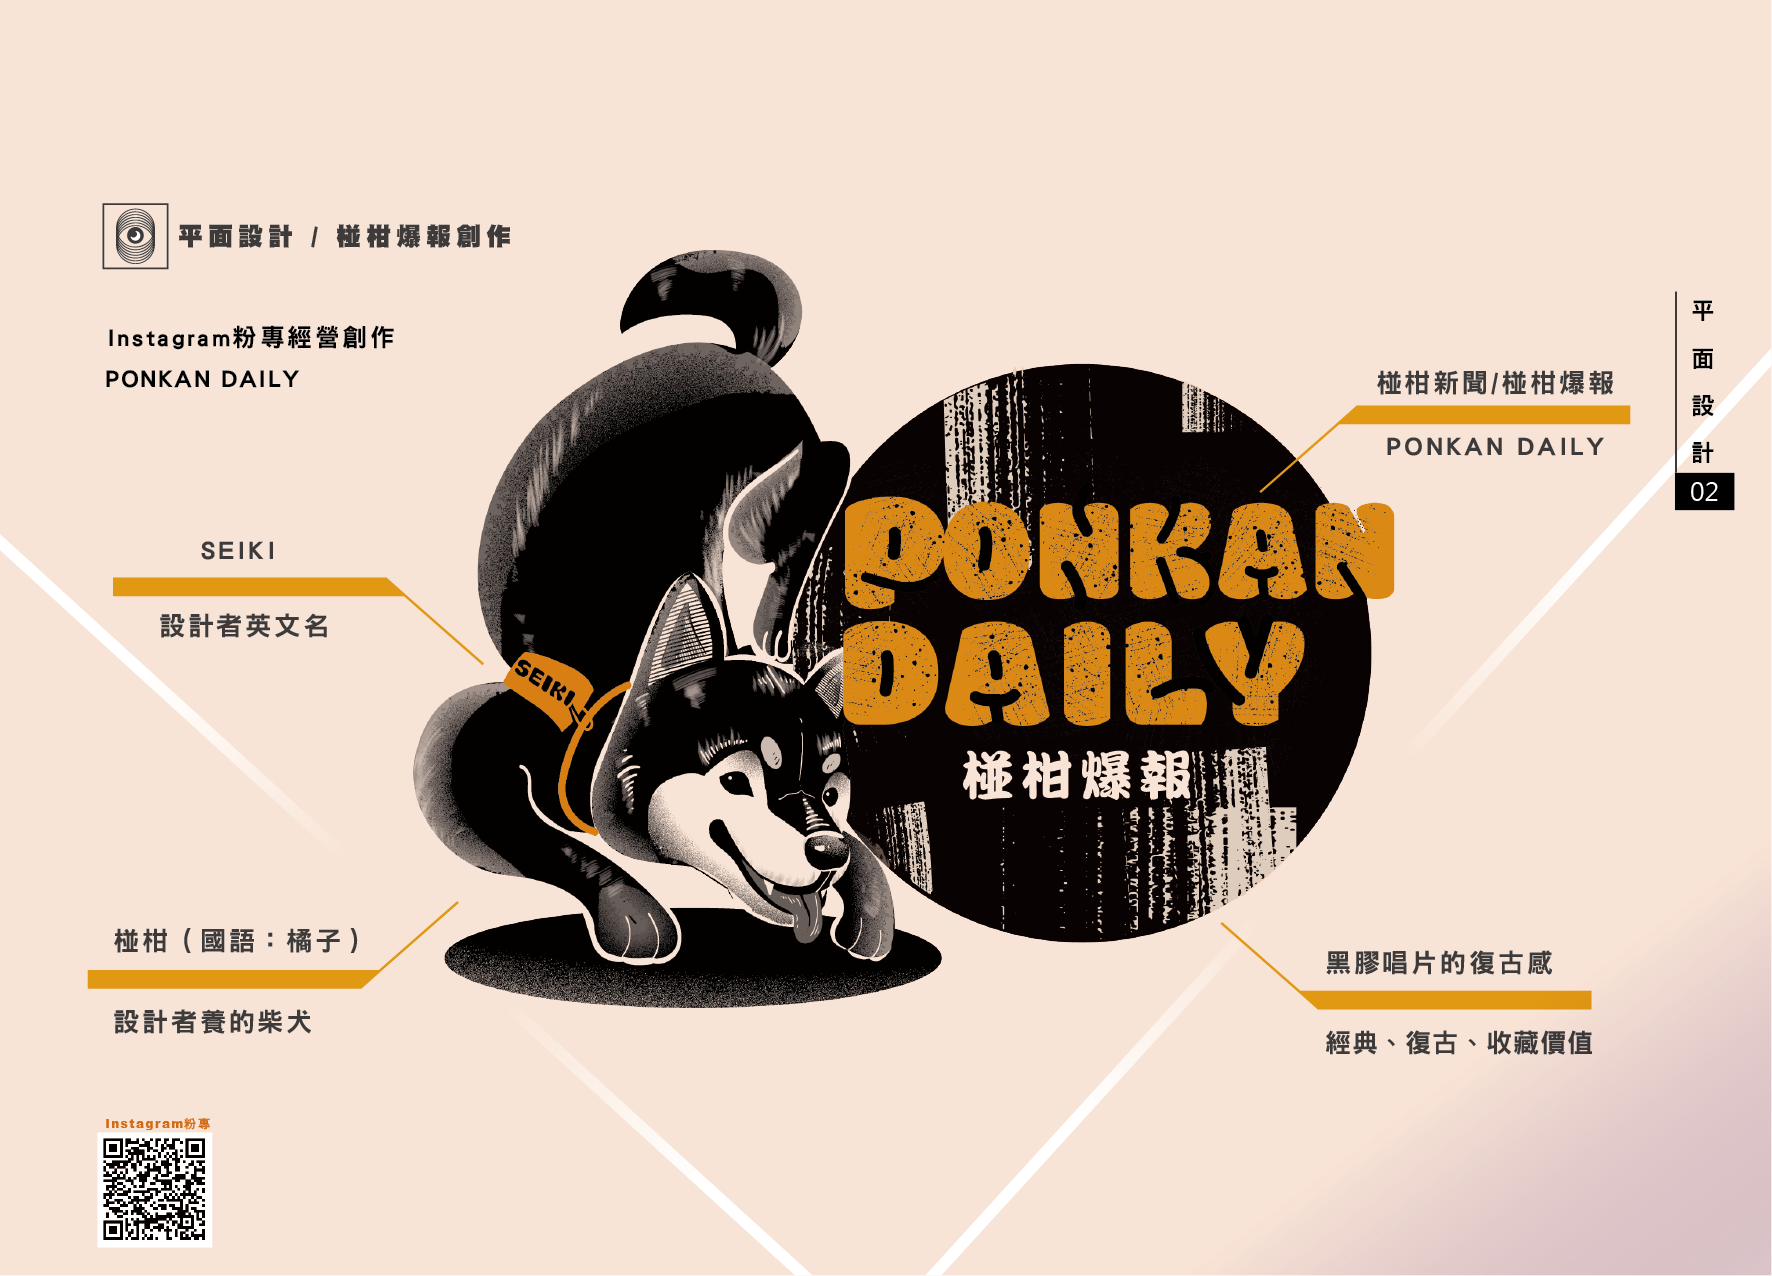 平面設計 / 椪柑爆報創作
Instagram粉專經營創作
PONKAN DAILY
平面設計
02
椪柑新聞/椪柑爆報
PONKAN DAILY
SEIKI
設計者英文名
SEIKI
PONKAN
DAILY
椪柑爆報
椪柑（國語：橘子）
設計者養的柴犬
黑膠唱片的復古感
經典、復古、收藏價值
Instagram粉專